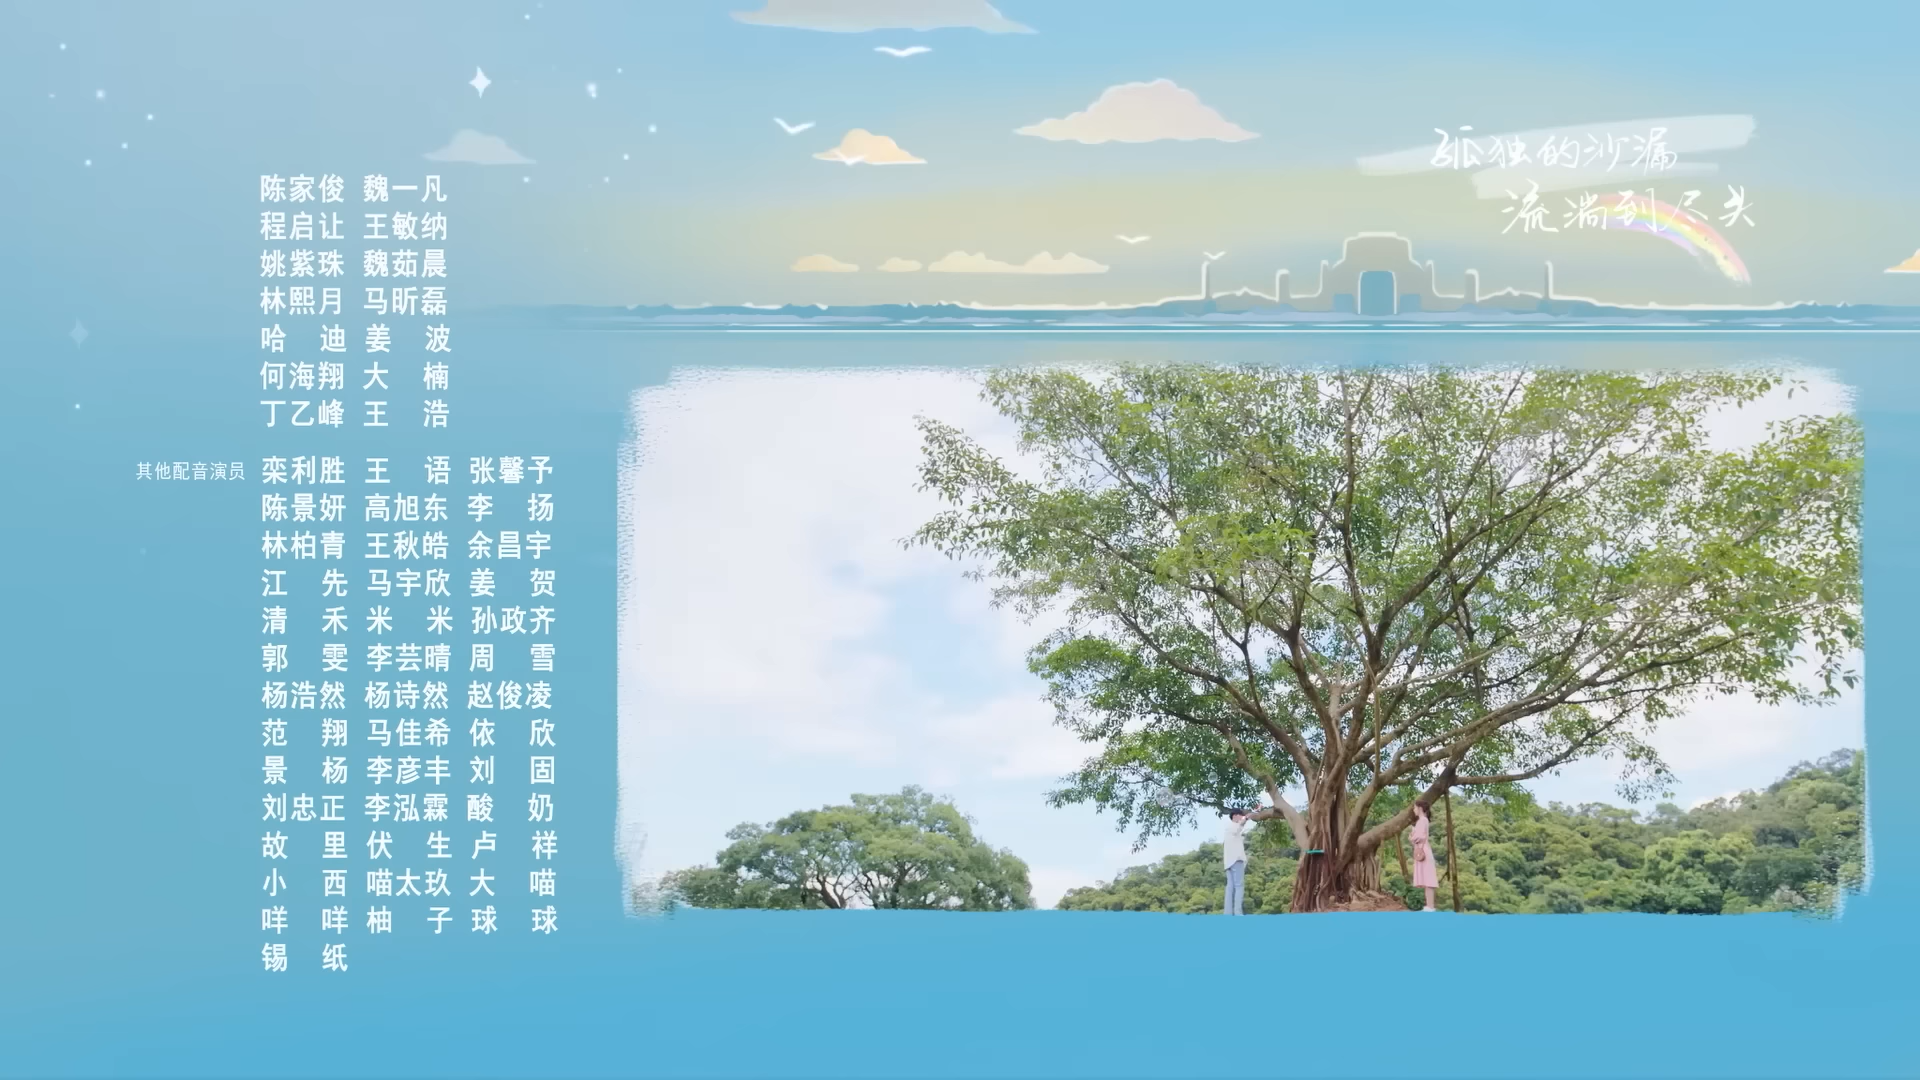 陈家俊 魏一凡
程启让 王敏纳
姚紫珠 魏茹晨
林熙月 马昕磊
哈迪 姜波
何海翔 大楠
丁乙峰 王浩
其他配音演员 栾利胜 王语 张馨予
陈景妍 高旭东 李扬
林柏青 王秋皓 余昌宇
江先 马宇欣 姜贺
清禾 米米 孙政齐
郭雯 李芸晴 周雪
杨浩然 杨诗然 赵俊凌
范翔 马佳希 依欣
景杨 李彦丰 刘固
刘忠正 李泓霖 酸奶
故里 伏生 卢祥
小西 喵太玖 大喵
咩咩 柚子 球球
锡纸
孤独的沙漏
流淌到尽头